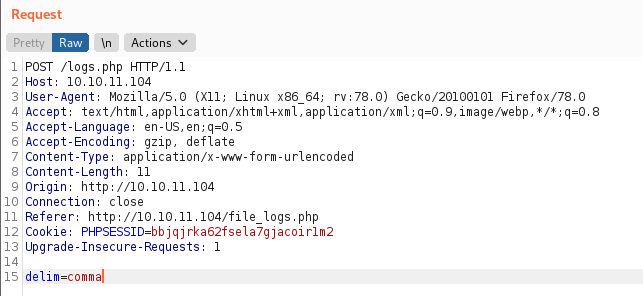 Request
Pretty Raw \n Actions
1 POST /logs.php HTTP/1.1
2 Host: 10.10.11.104
3 User-Agent: Mozilla/5.0 (X11; Linux x86_64; rv:78.0) Gecko/20100101 Firefox/78.0
4 Accept: text/html,application/xhtml+xml,application/xml;q=0.9,image/webp,*/*;q=0.8
5 Accept-Language: en-US,en;q=0.5
6 Accept-Encoding: gzip, deflate
7 Content-Type: application/x-www-form-urlencoded
8 Content-Length: 11
9 Origin: http://10.10.11.104
10 Connection: close
11 Referer: http://10.10.11.104/file_logs.php
12 Cookie: PHPSESSID=bbjqjrka62fsela7gjacoir1m2
13 Upgrade-Insecure-Requests: 1
14
15 delim=comma